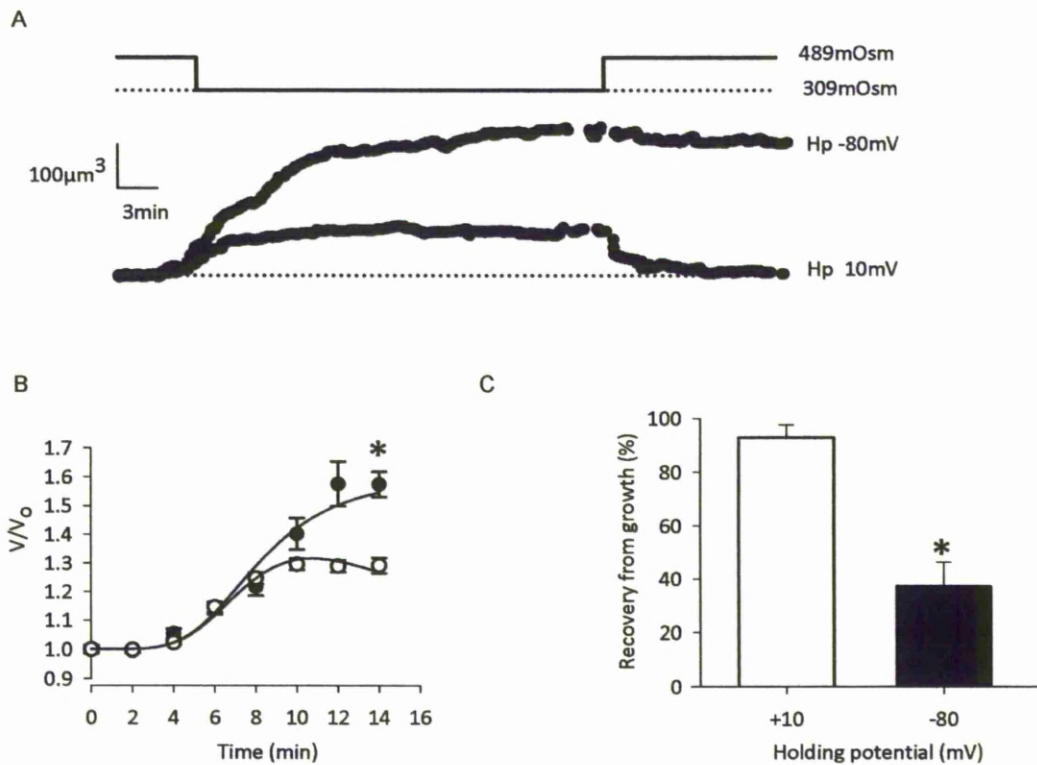 A
489mOsm
309mOsm
Hp -80mV
100µm³
3min
Hp 10mV
B
C
V/Vo
1.7
1.6
1.5
1.4
1.3
1.2
1.1
1.0
0.9
*
0 2 4 6 8 10 12 14 16
Time (min)
Recovery from growth (%)
100
80
60
40
20
0
*
+10 -80
Holding potential (mV)